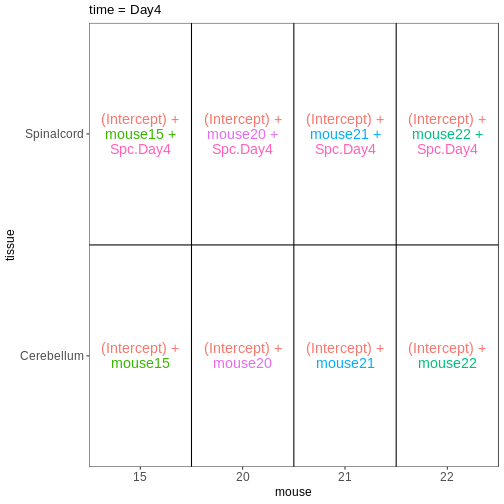 time = Day4
Spinalcord
(Intercept) +
mouse15 +
Spc.Day4
(Intercept) +
mouse20 +
Spc.Day4
(Intercept) +
mouse21 +
Spc.Day4
(Intercept) +
mouse22 +
Spc.Day4
tissue
Cerebellum
(Intercept) +
mouse15
(Intercept) +
mouse20
(Intercept) +
mouse21
(Intercept) +
mouse22
15 20 21 22
mouse